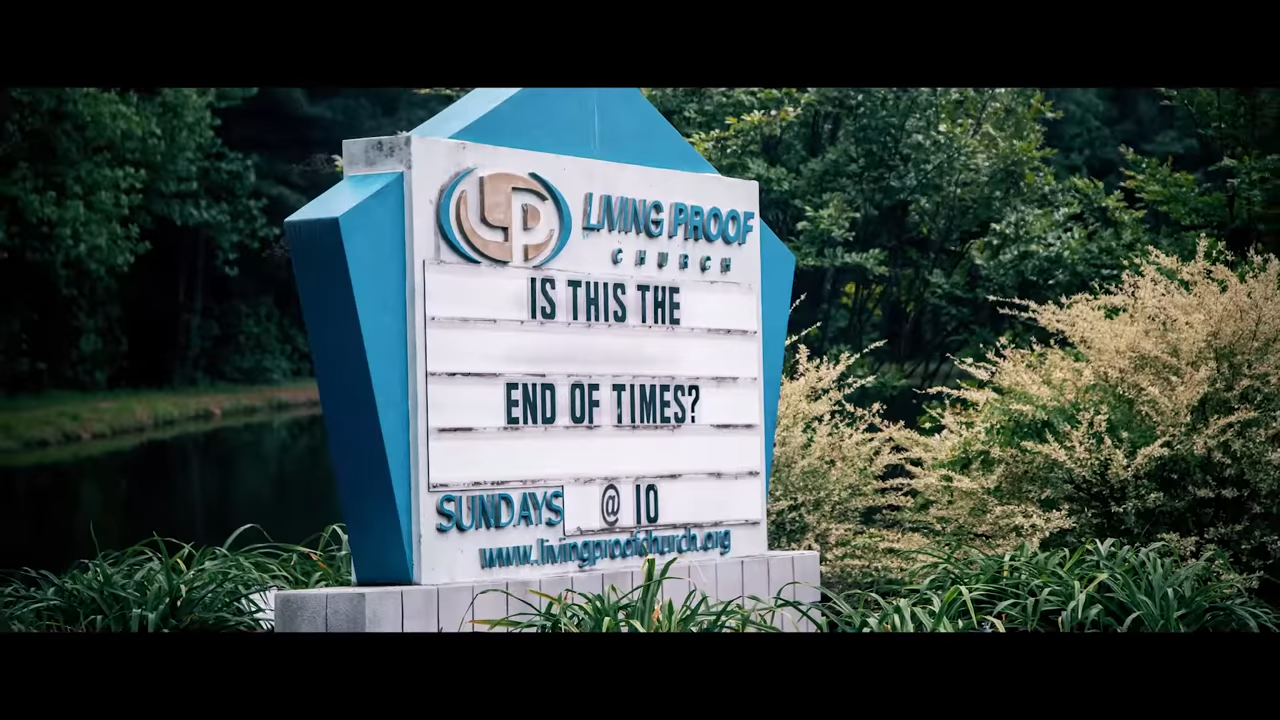 LP
LIVING PROOF
CHURCH
IS THIS THE
END OF TIMES?
SUNDAYS @ 10
www.livingproofchurch.org